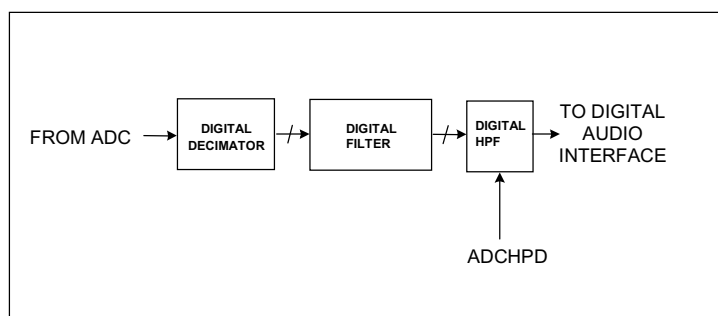 FROM ADC
DIGITAL
DECIMATOR
DIGITAL
FILTER
DIGITAL
HPF
TO DIGITAL
AUDIO
INTERFACE
ADCHPD